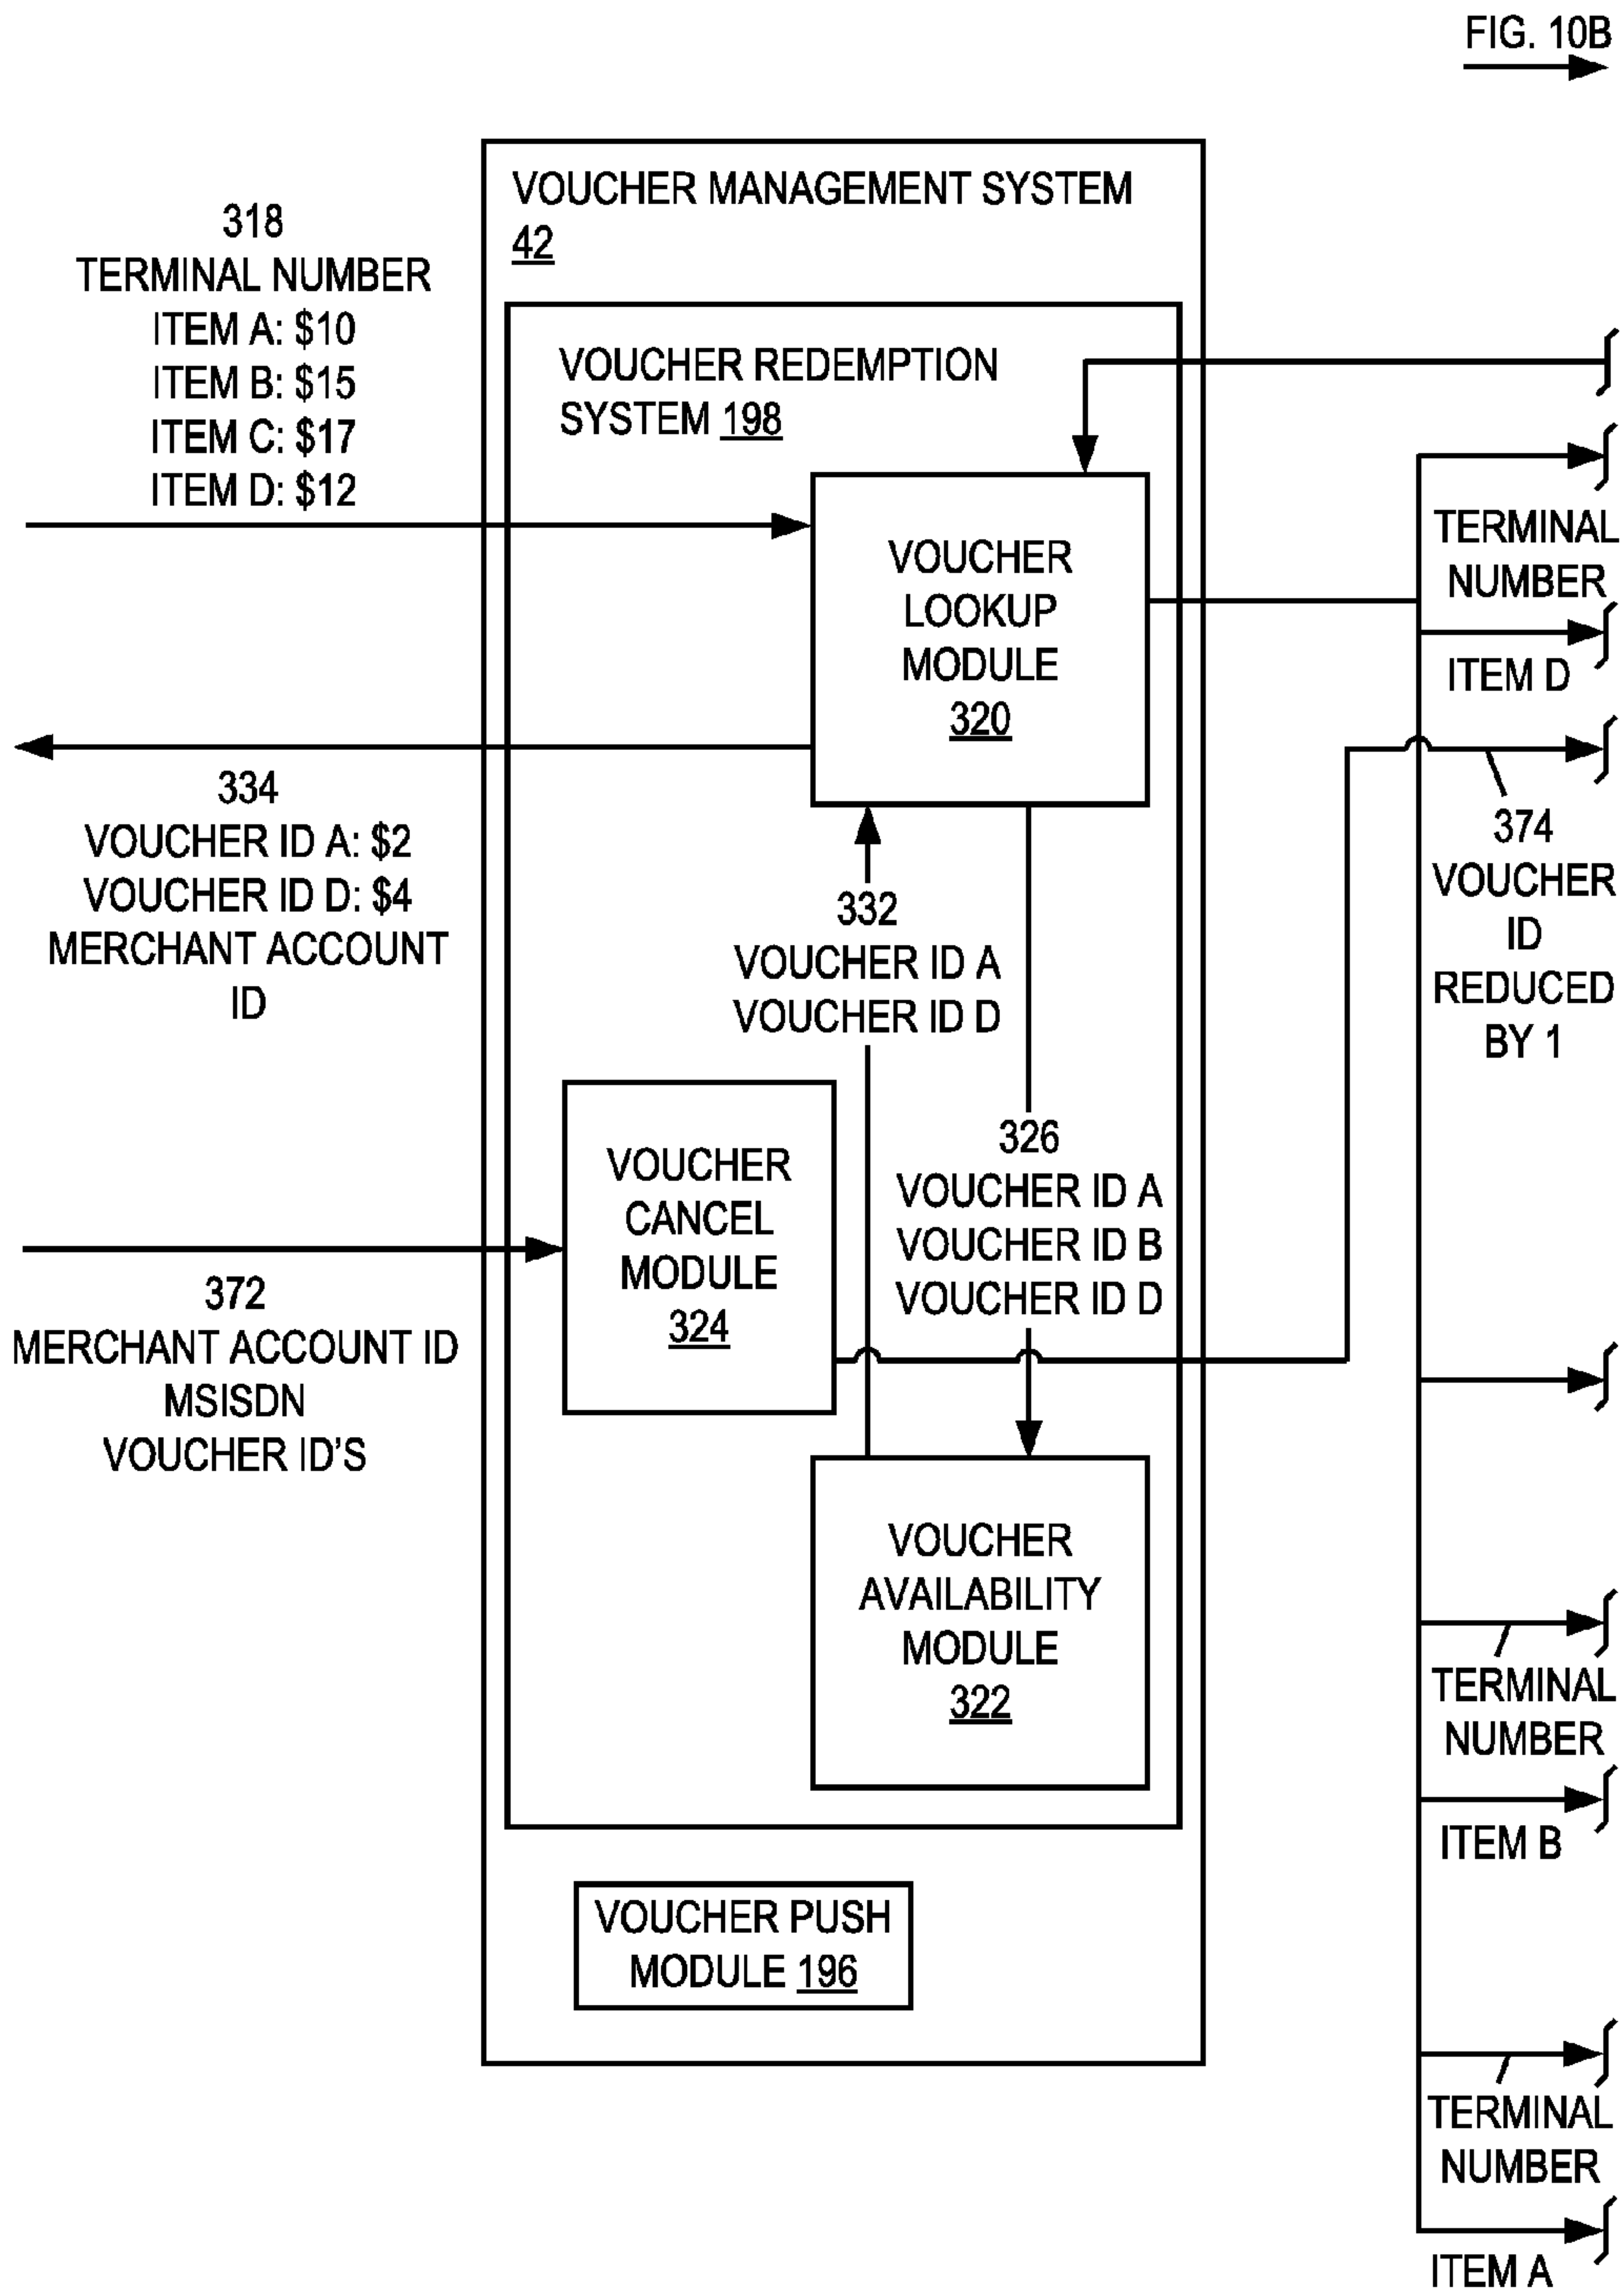 FIG. 10B
VOUCHER MANAGEMENT SYSTEM
42
318
TERMINAL NUMBER
ITEM A: $10
ITEM B: $15
ITEM C: $17
ITEM D: $12
VOUCHER REDEMPTION
SYSTEM 198
VOUCHER
LOOKUP
MODULE
320
TERMINAL
NUMBER
ITEM D
334
VOUCHER ID A: $2
VOUCHER ID D: $4
MERCHANT ACCOUNT
ID
332
VOUCHER ID A
VOUCHER ID D
374
VOUCHER
ID
REDUCED
BY 1
326
VOUCHER ID A
VOUCHER ID B
VOUCHER ID D
VOUCHER
CANCEL
MODULE
324
372
MERCHANT ACCOUNT ID
MSISDN
VOUCHER ID'S
VOUCHER
AVAILABILITY
MODULE
322
TERMINAL
NUMBER
ITEM B
VOUCHER PUSH
MODULE 196
TERMINAL
NUMBER
ITEM A